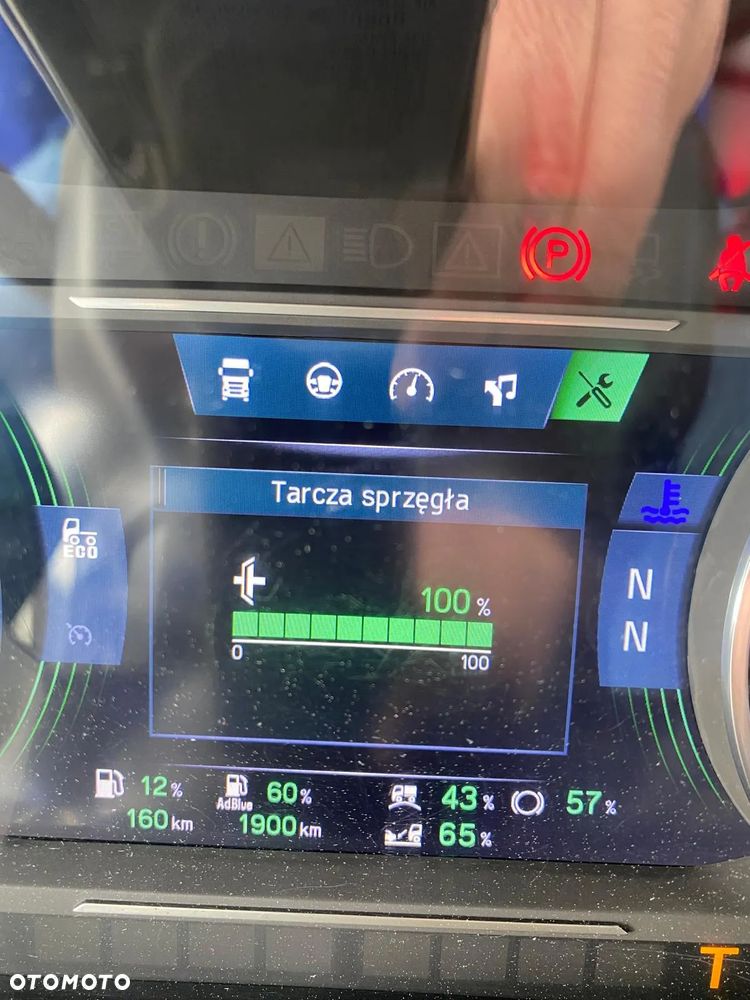 P
Tarcza sprzęgła
ECO
100 %
0 100
N
N
12 % AdBlue 60 % 43 % 57 %
160 km 1900 km 65 %
T
OTOMOTO